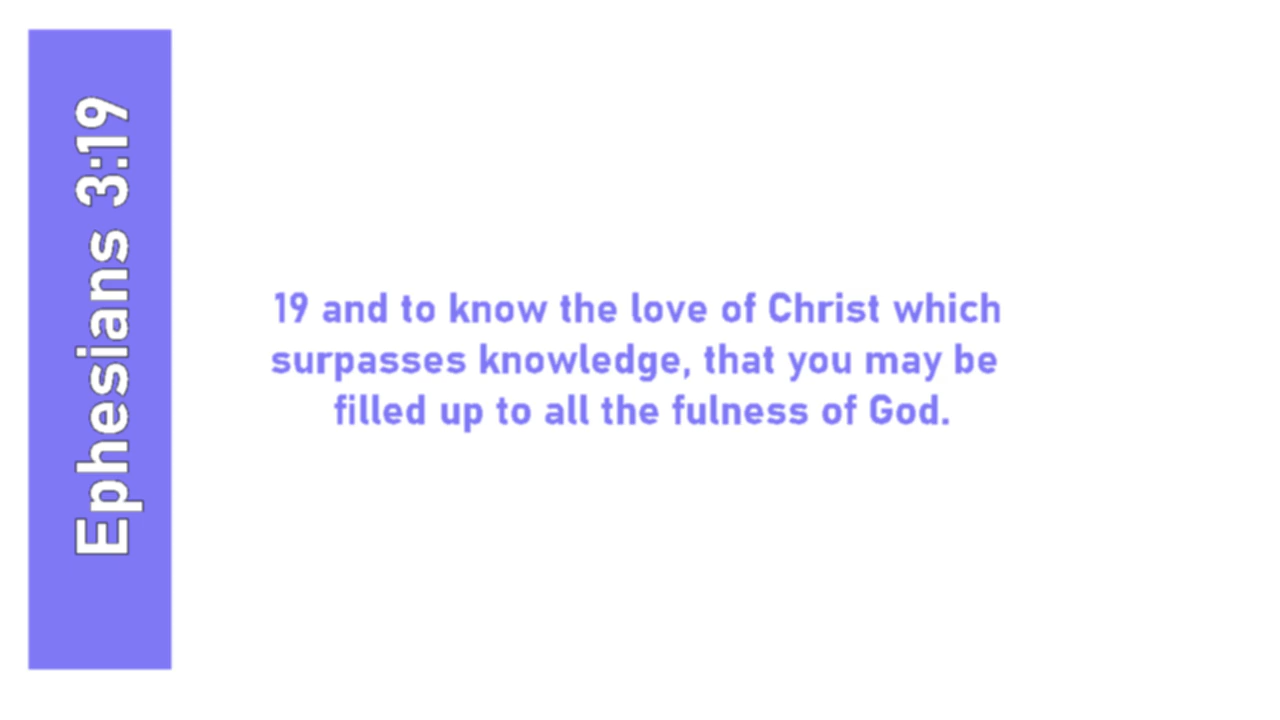 Ephesians 3:19
19 and to know the love of Christ which
surpasses knowledge, that you may be
filled up to all the fulness of God.